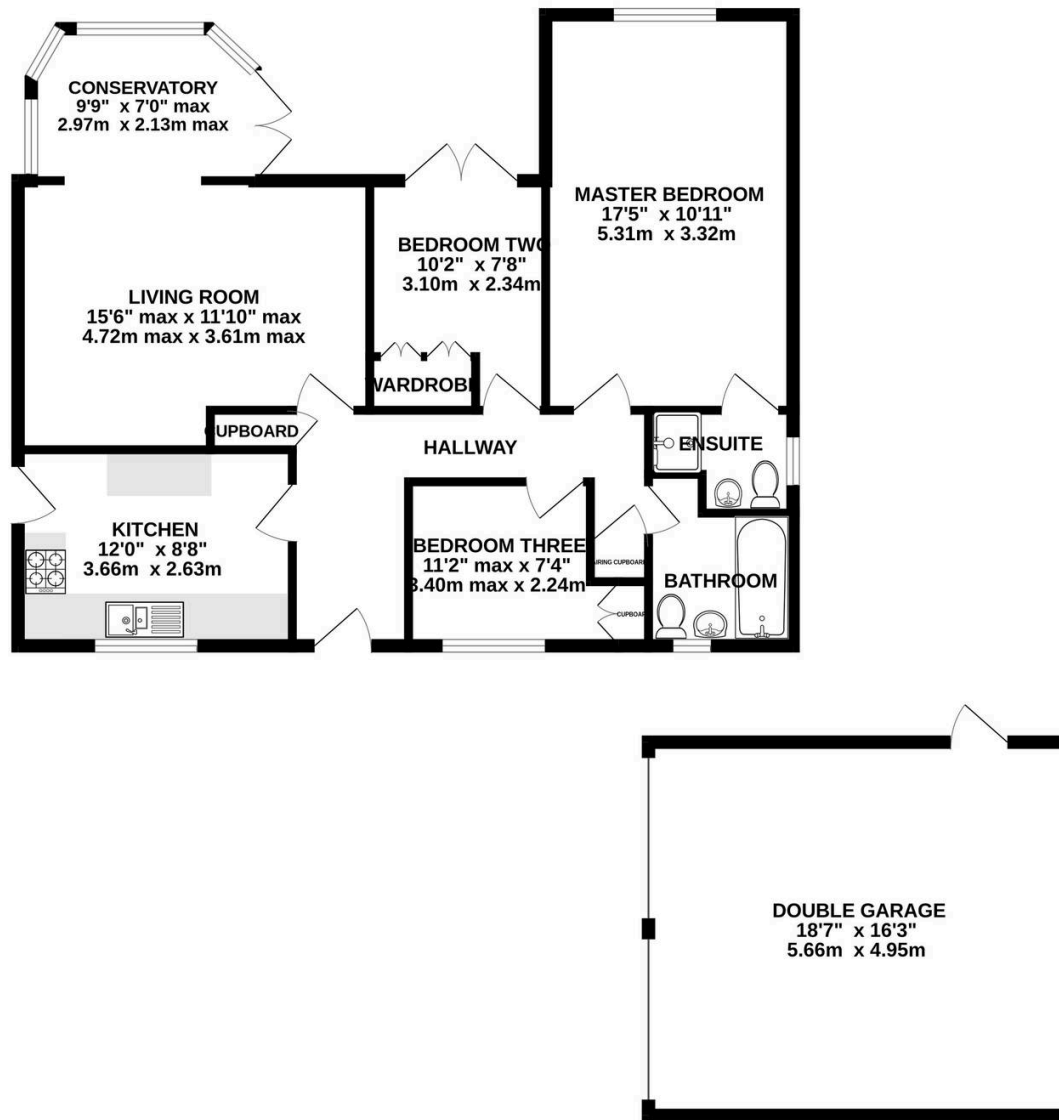 CONSERVATORY
9'9" x 7'0" max
2.97m x 2.13m max
MASTER BEDROOM
17'5" x 10'11"
5.31m x 3.32m
BEDROOM TWO
10'2" x 7'8"
3.10m x 2.34m
LIVING ROOM
15'6" max x 11'10" max
4.72m max x 3.61m max
WARDROBE
CUPBOARD
HALLWAY
ENSUITE
KITCHEN
12'0" x 8'8"
3.66m x 2.63m
BEDROOM THREE
11'2" max x 7'4"
3.40m max x 2.24m
AIRING CUPBOARD
BATHROOM
CUPBOARD
DOUBLE GARAGE
18'7" x 16'3"
5.66m x 4.95m